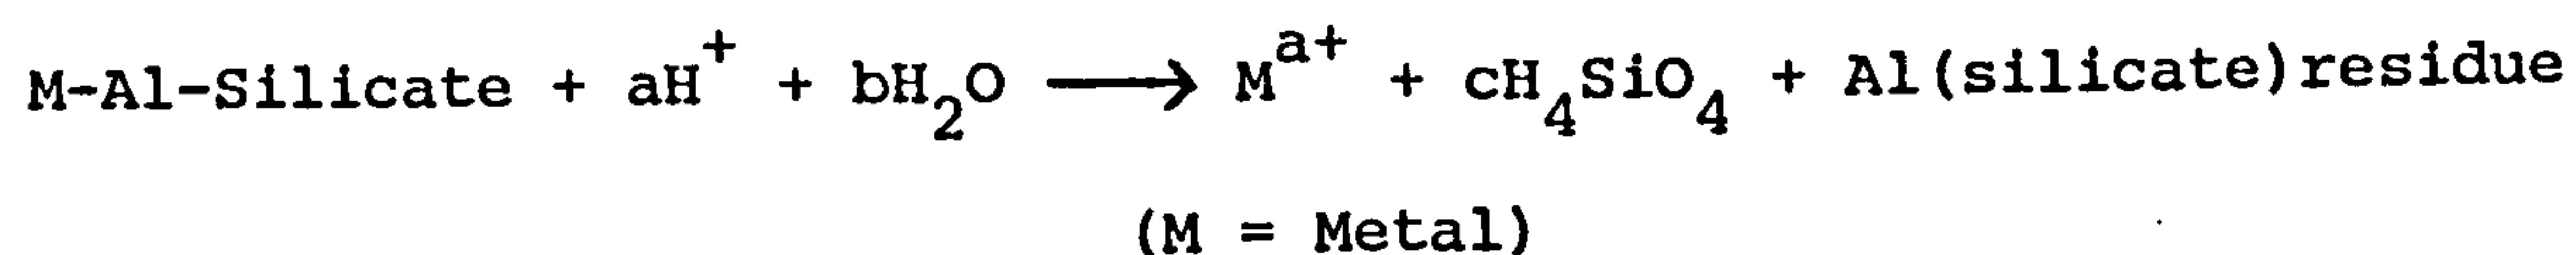 M-Al-Silicate + aH⁺ + bH₂O ⟶ Mᵃ⁺ + cH₄SiO₄ + Al(silicate)residue
(M = Metal)